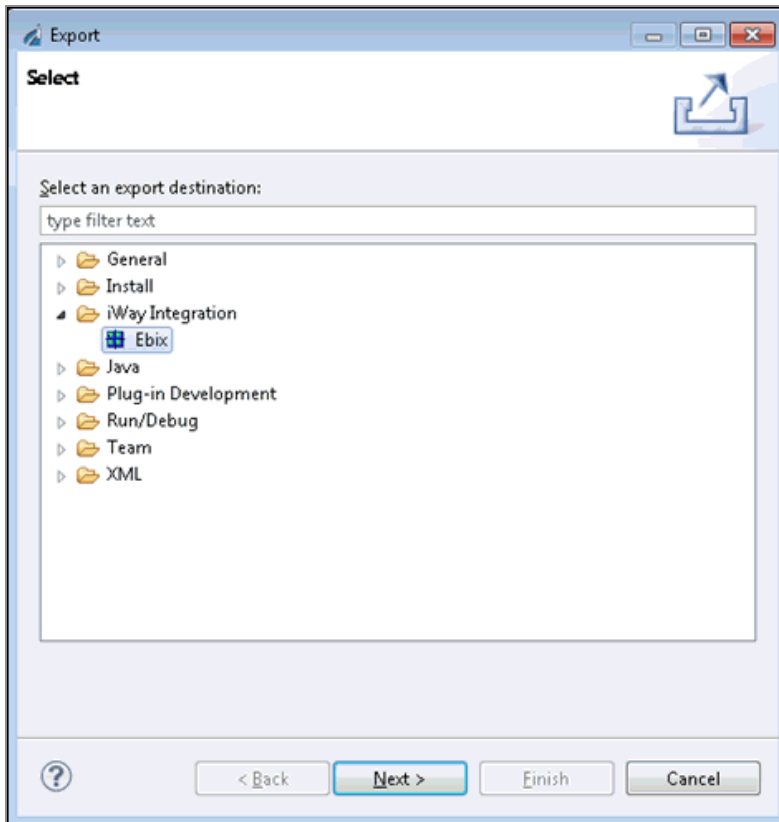 Export
Select
Select an export destination:
type filter text
General
Install
iWay Integration
Ebix
Java
Plug-in Development
Run/Debug
Team
XML
? < Back Next > Finish Cancel